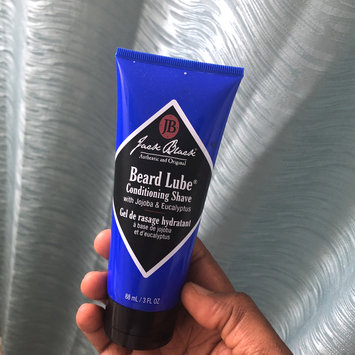 JB
Jack Black®
Authentic and Original
Beard Lube®
Conditioning Shave
with Jojoba & Eucalyptus
Gel de rasage hydratant
à base de jojoba
et d'eucalyptus
88 mL / 3 FL OZ